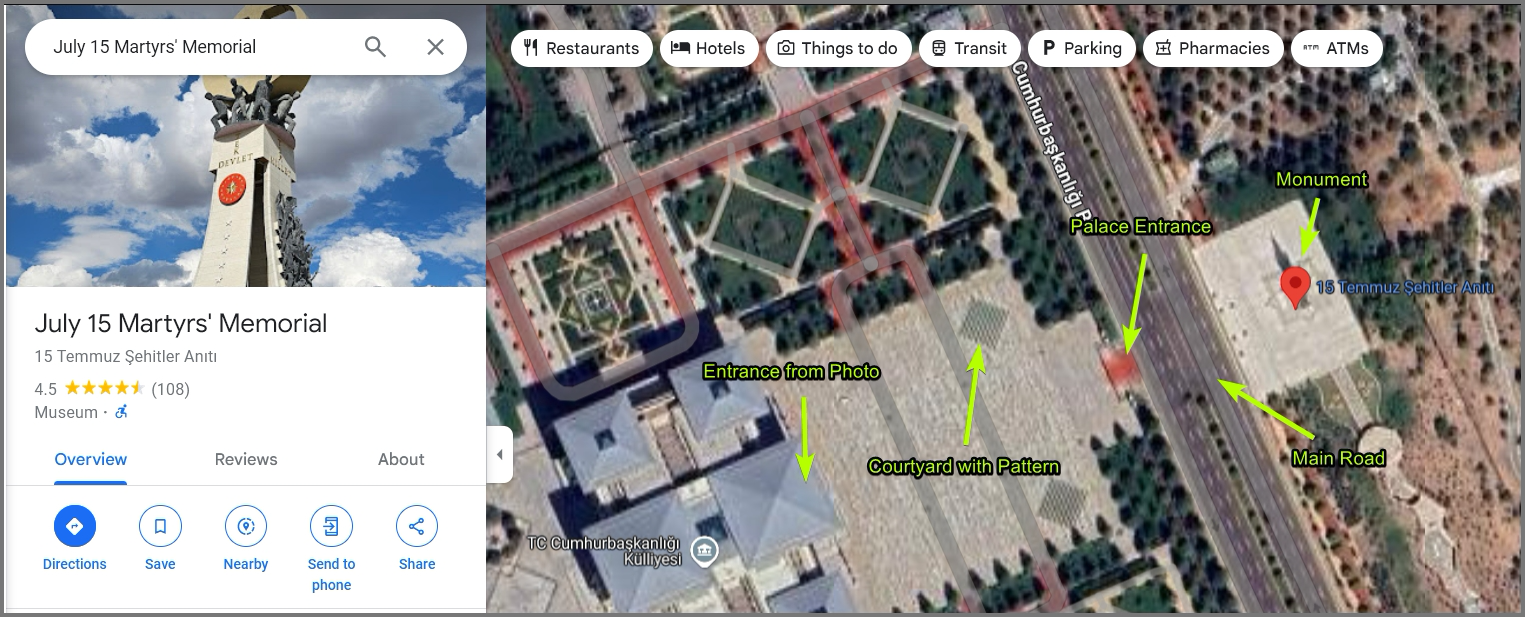 July 15 Martyrs' Memorial
Restaurants
Hotels
Things to do
Transit
P Parking
Pharmacies
ATM ATMs
DEVLET
July 15 Martyrs' Memorial
15 Temmuz Şehitler Anıtı
4.5 (108)
Museum ·
Overview
Reviews
About
Directions
Save
Nearby
Send to
phone
Share
Cumhurbaşkanlığı P
Monument
Palace Entrance
15 Temmuz Şehitler Anıtı
Entrance from Photo
Courtyard with Pattern
Main Road
TC Cumhurbaşkanlığı
Külliyesi